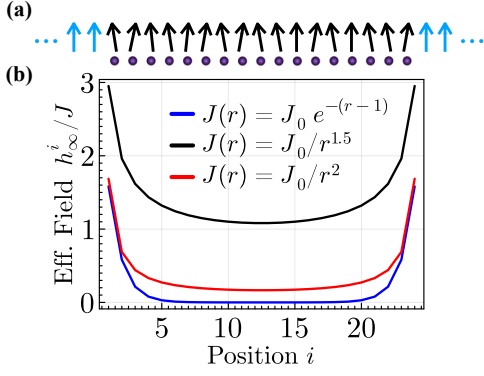 (a)
(b)
Eff. Field h^i_∞/J
3
2
1
0
J(r) = J_0 e^{-(r-1)}
J(r) = J_0/r^{1.5}
J(r) = J_0/r^2
5 10 15 20
Position i